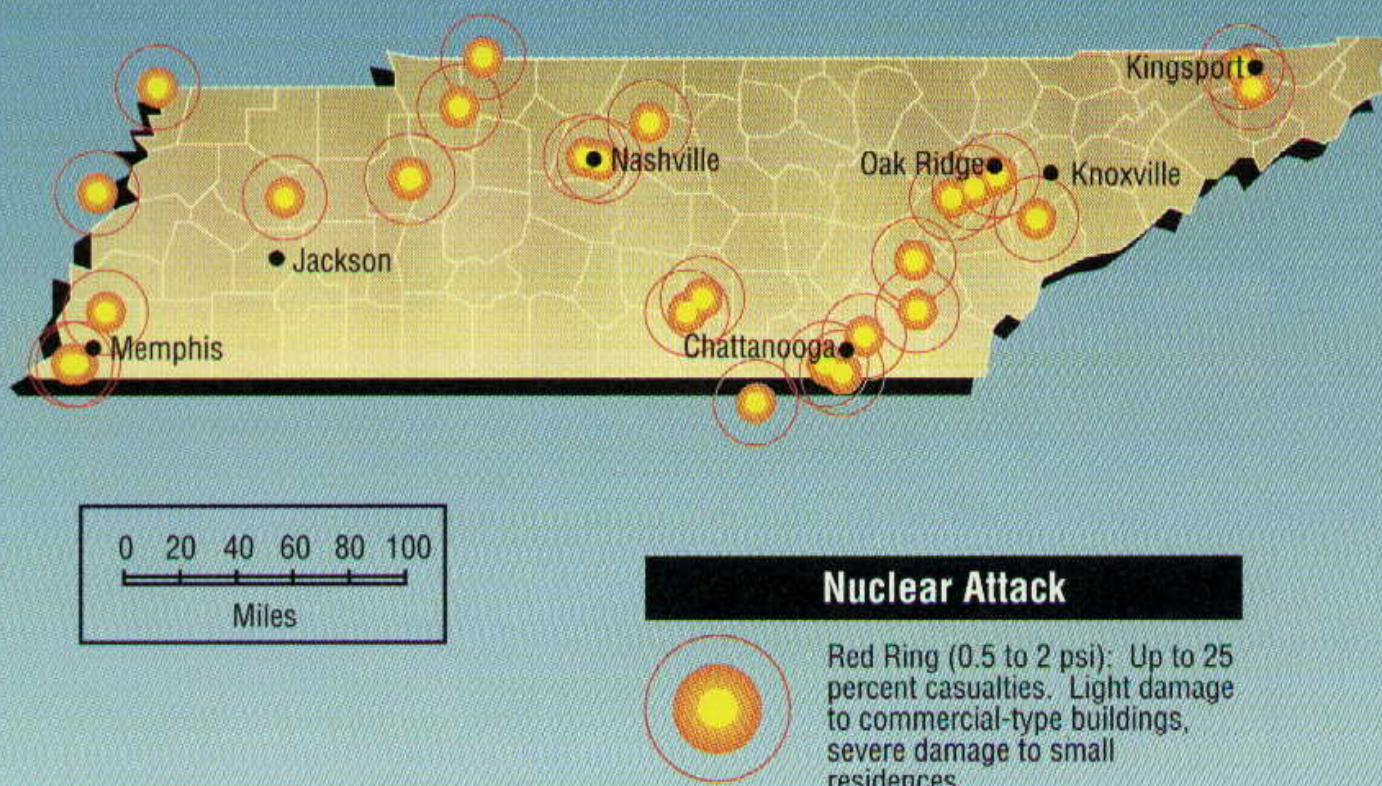 Kingsport
Nashville
Oak Ridge
Knoxville
Jackson
Memphis
Chattanooga
0 20 40 60 80 100
Miles
Nuclear Attack
Red Ring (0.5 to 2 psi): Up to 25
percent casualties. Light damage
to commercial-type buildings,
severe damage to small
residences